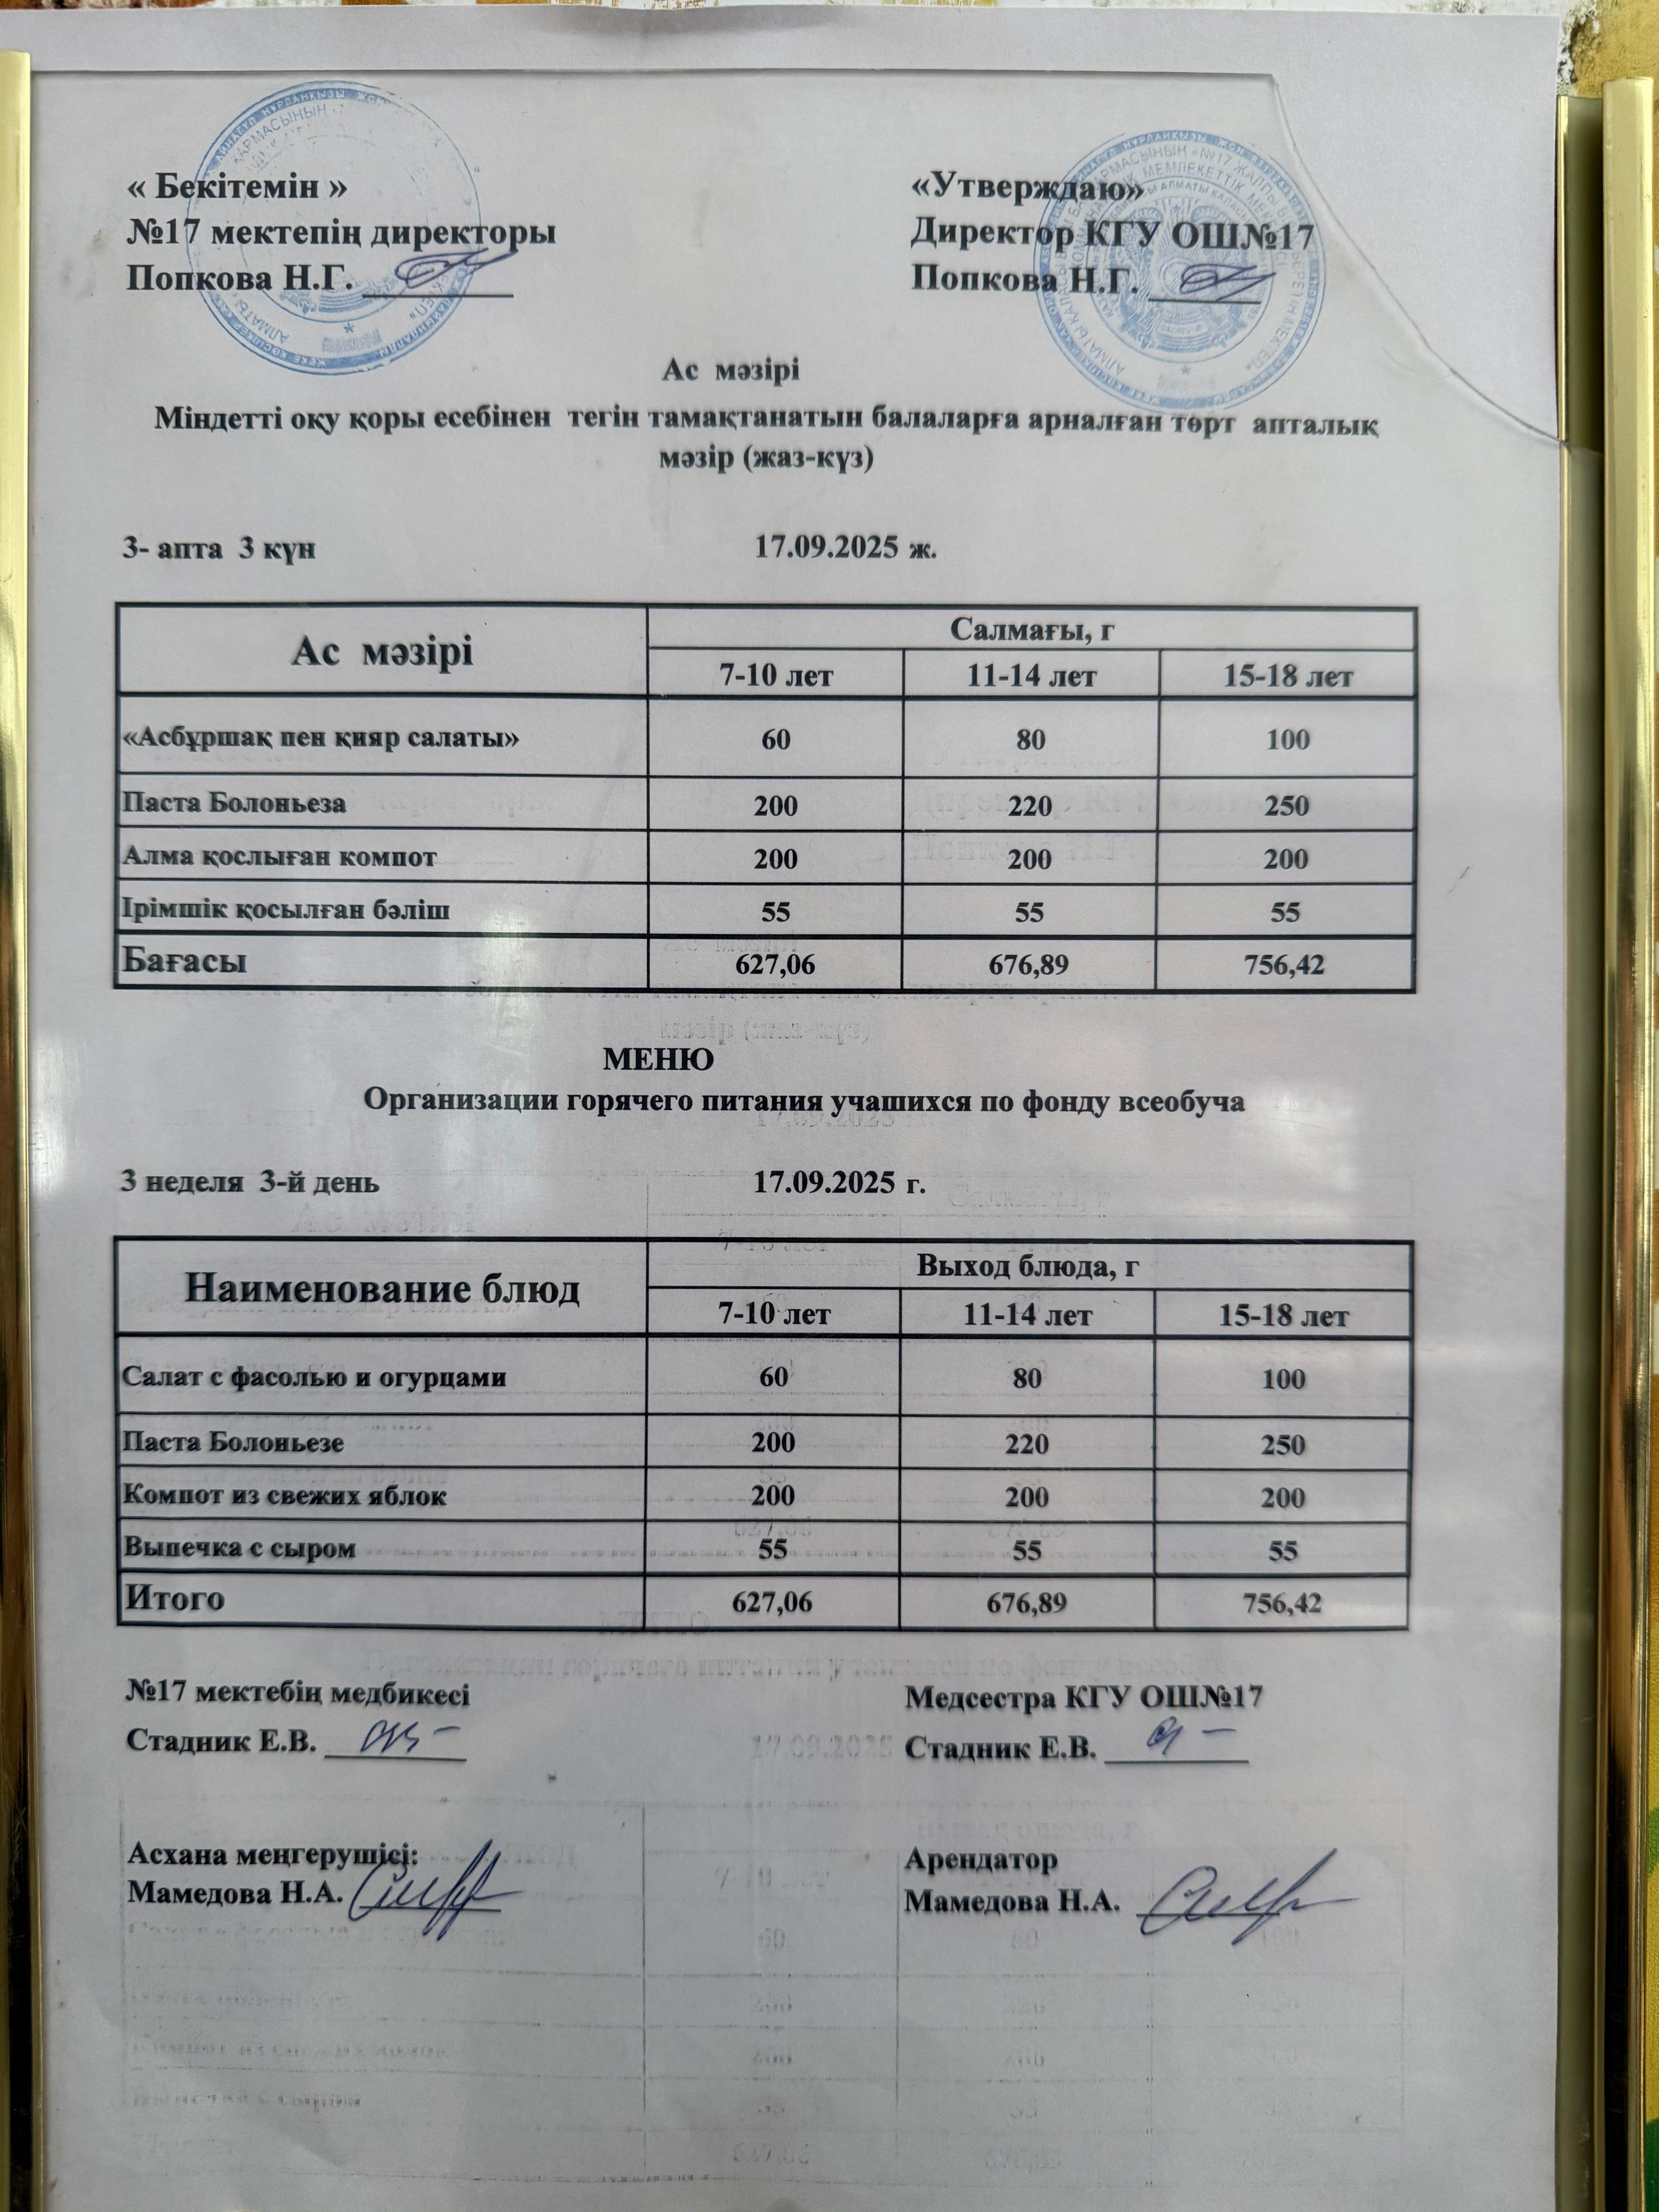 « Бекітемін »
№17 мектепің директоры
Попкова Н.Г.
«Утверждаю»
Директор КГУ ОШ№17
Попкова Н.Г.
Ас мәзірі
Міндетті оқу қоры есебінен тегін тамақтанатын балаларға арналған төрт апталық
мәзір (жаз-күз)
3- апта 3 күн 17.09.2025 ж.
Ас мәзірі Салмағы, г
7-10 лет 11-14 лет 15-18 лет
«Асбұршақ пен қияр салаты» 60 80 100
Паста Болоньеза 200 220 250
Алма қослыған компот 200 200 200
Ірімшік қосылған бәліш 55 55 55
Бағасы 627,06 676,89 756,42
МЕНЮ
Организации горячего питания учашихся по фонду всеобуча
3 неделя 3-й день 17.09.2025 г.
Наименование блюд Выход блюда, г
7-10 лет 11-14 лет 15-18 лет
Салат с фасолью и огурцами 60 80 100
Паста Болоньезе 200 220 250
Компот из свежих яблок 200 200 200
Выпечка с сыром 55 55 55
Итого 627,06 676,89 756,42
№17 мектебің медбикесі
Стадник Е.В.
Медсестра КГУ ОШ№17
Стадник Е.В.
Асхана меңгерушісі:
Мамедова Н.А.
Арендатор
Мамедова Н.А.